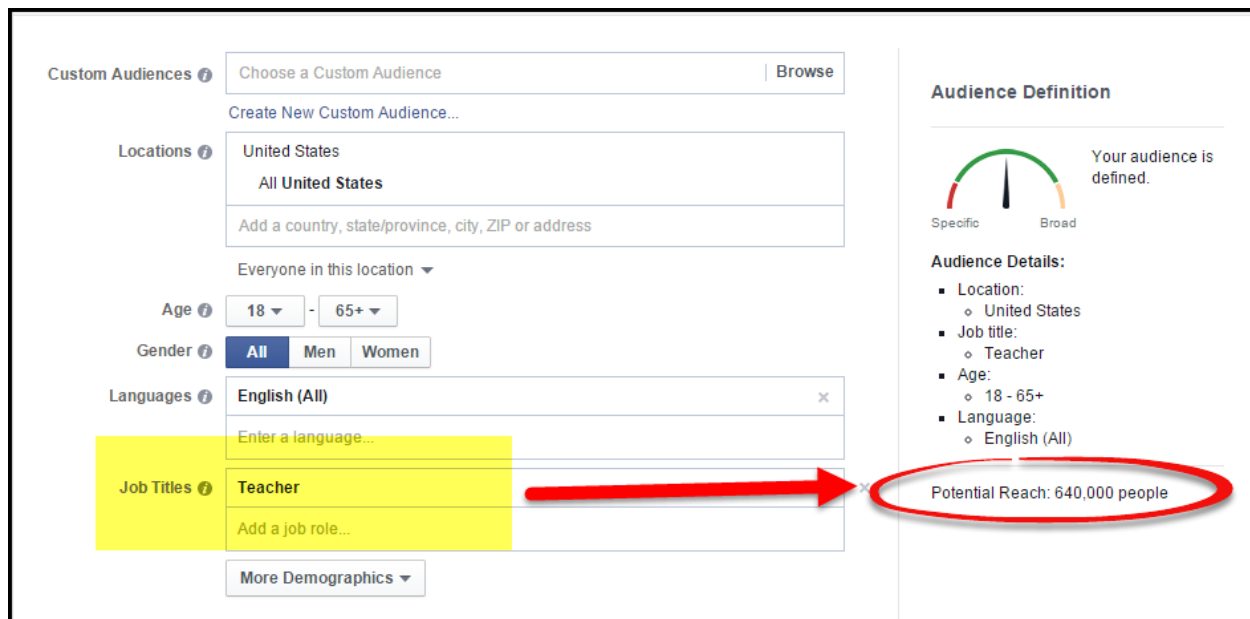 Custom Audiences
Choose a Custom Audience
Browse
Create New Custom Audience...
Locations
United States
All United States
Add a country, state/province, city, ZIP or address
Everyone in this location
Age
18 - 65+
Gender
All Men Women
Languages
English (All)
Enter a language...
Job Titles
Teacher
Add a job role...
More Demographics
Audience Definition
Your audience is
defined.
Specific Broad
Audience Details:
Location:
United States
Job title:
Teacher
Age:
18 - 65+
Language:
English (All)
Potential Reach: 640,000 people